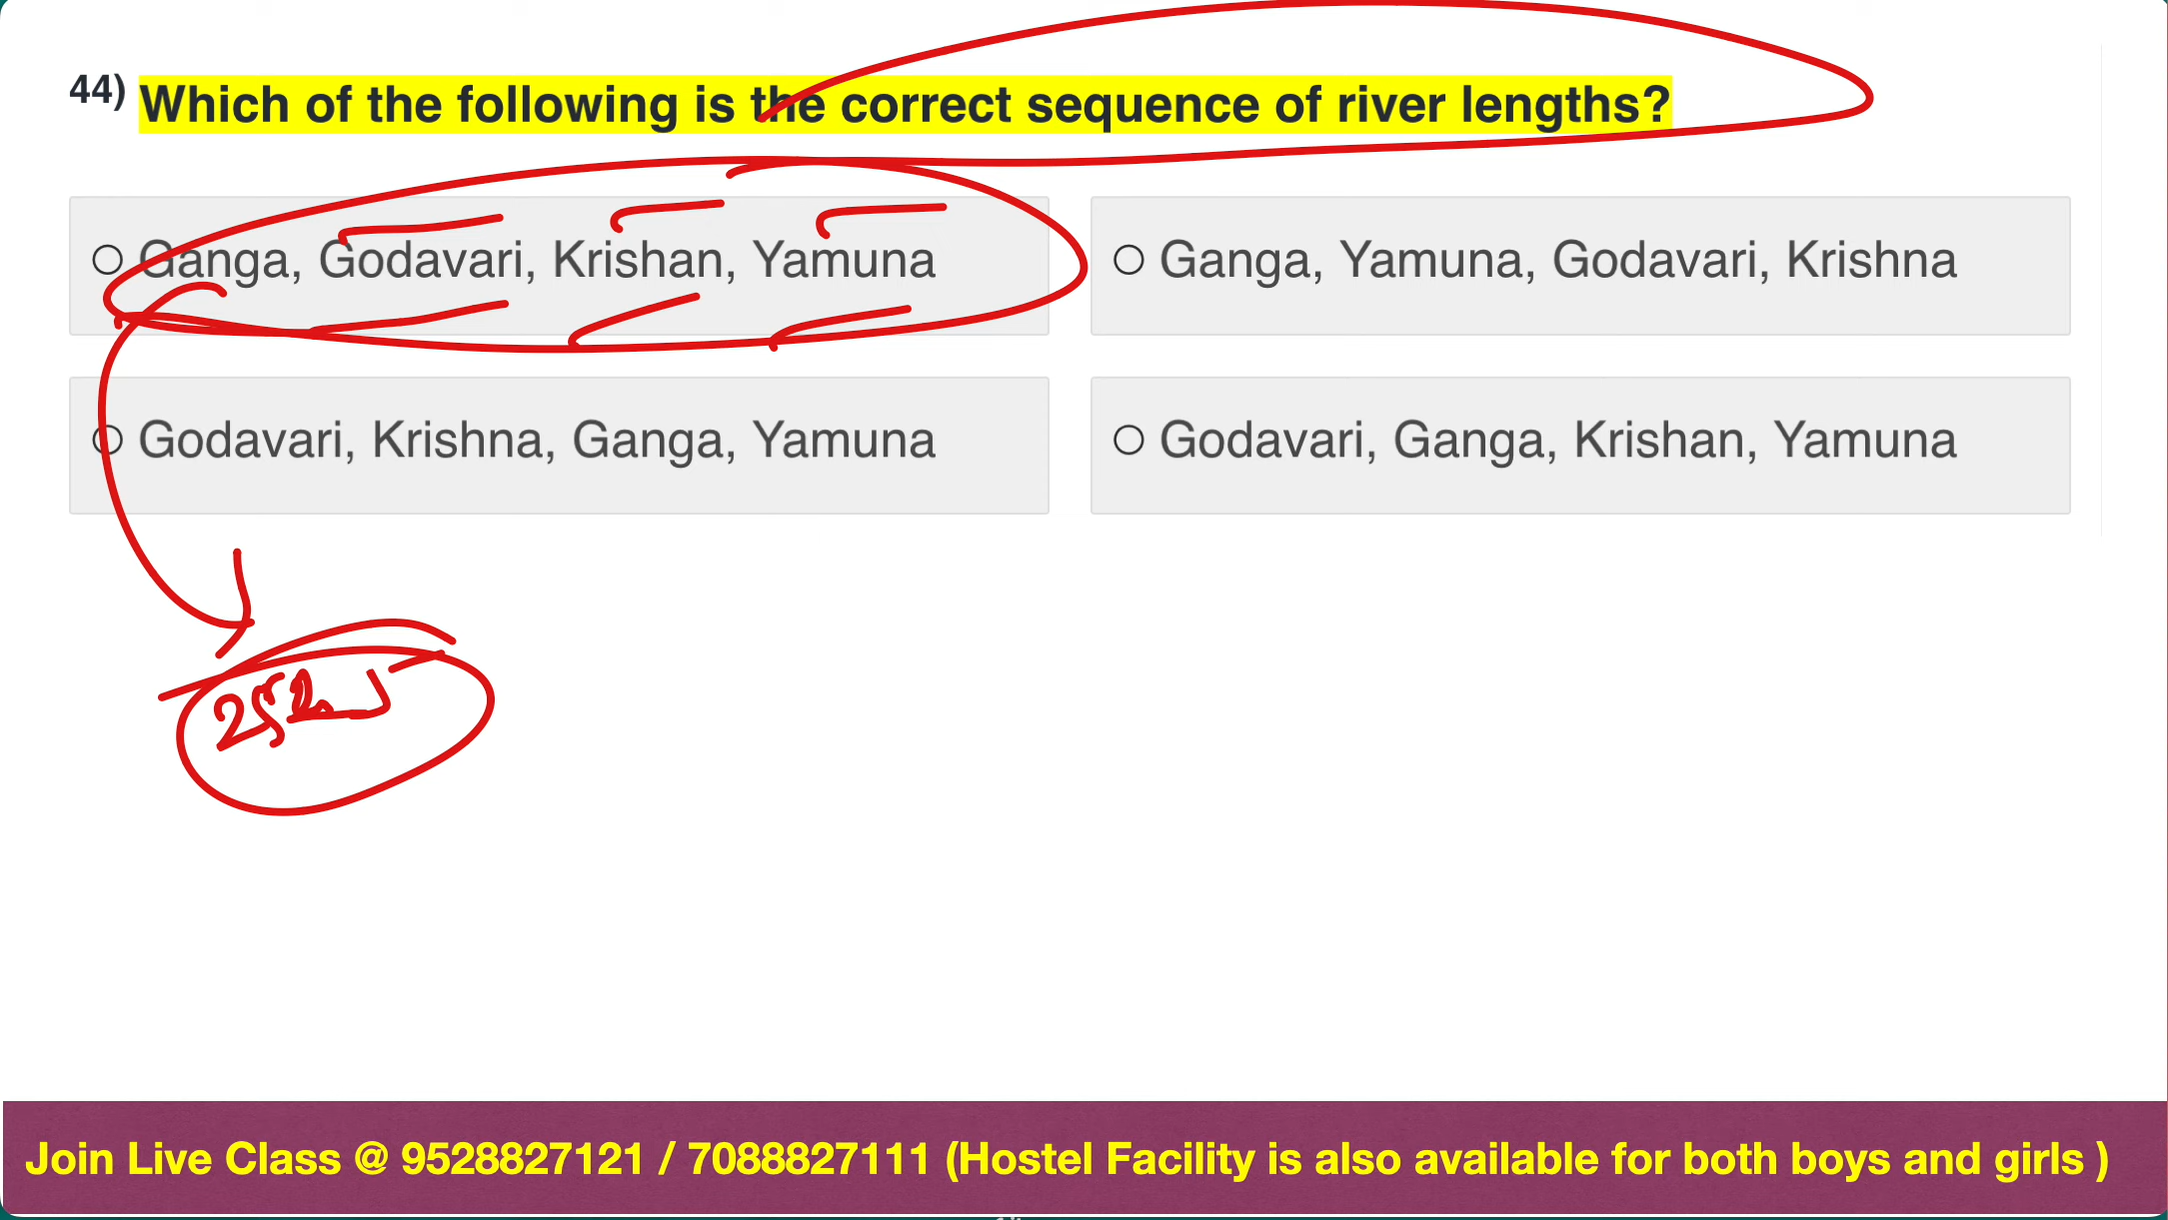 44) Which of the following is the correct sequence of river lengths?
Ganga, Godavari, Krishan, Yamuna
Ganga, Yamuna, Godavari, Krishna
Godavari, Krishna, Ganga, Yamuna
Godavari, Ganga, Krishan, Yamuna
Join Live Class @ 9528827121 / 7088827111 (Hostel Facility is also available for both boys and girls )